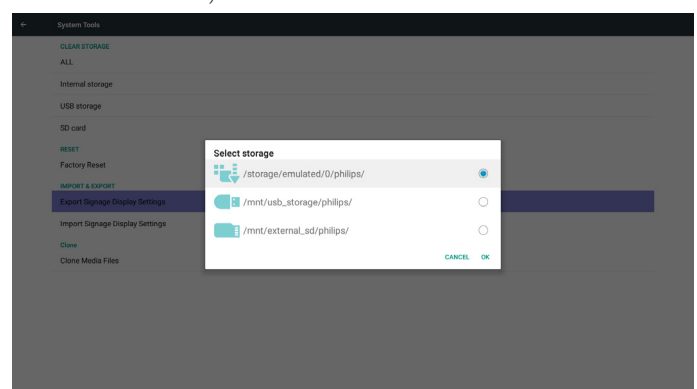 System Tools
CLEAR STORAGE
ALL
Internal storage
USB storage
SD card
RESET
Factory Reset
IMPORT & EXPORT
Export Signage Display Settings
Import Signage Display Settings
Clone
Clone Media Files
Select storage
/storage/emulated/0/philips/
/mnt/usb_storage/philips/
/mnt/external_sd/philips/
CANCEL OK